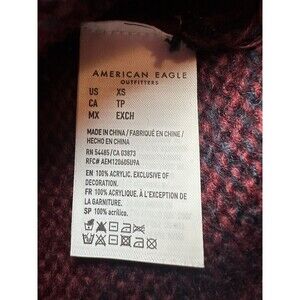 AMERICAN EAGLE
OUTFITTERS
US XS
CA TP
MX EXCH
MADE IN CHINA / FABRIQUÉ EN CHINE /
HECHO EN CHINA
RN 54485/CA 03873
RFC# AEM120605U9A
EN 100% ACRYLIC. EXCLUSIVE OF
DECORATION.
FR 100% ACRYLIQUE. À L'EXCEPTION DE
LA GARNITURE.
SP 100% acrílico.